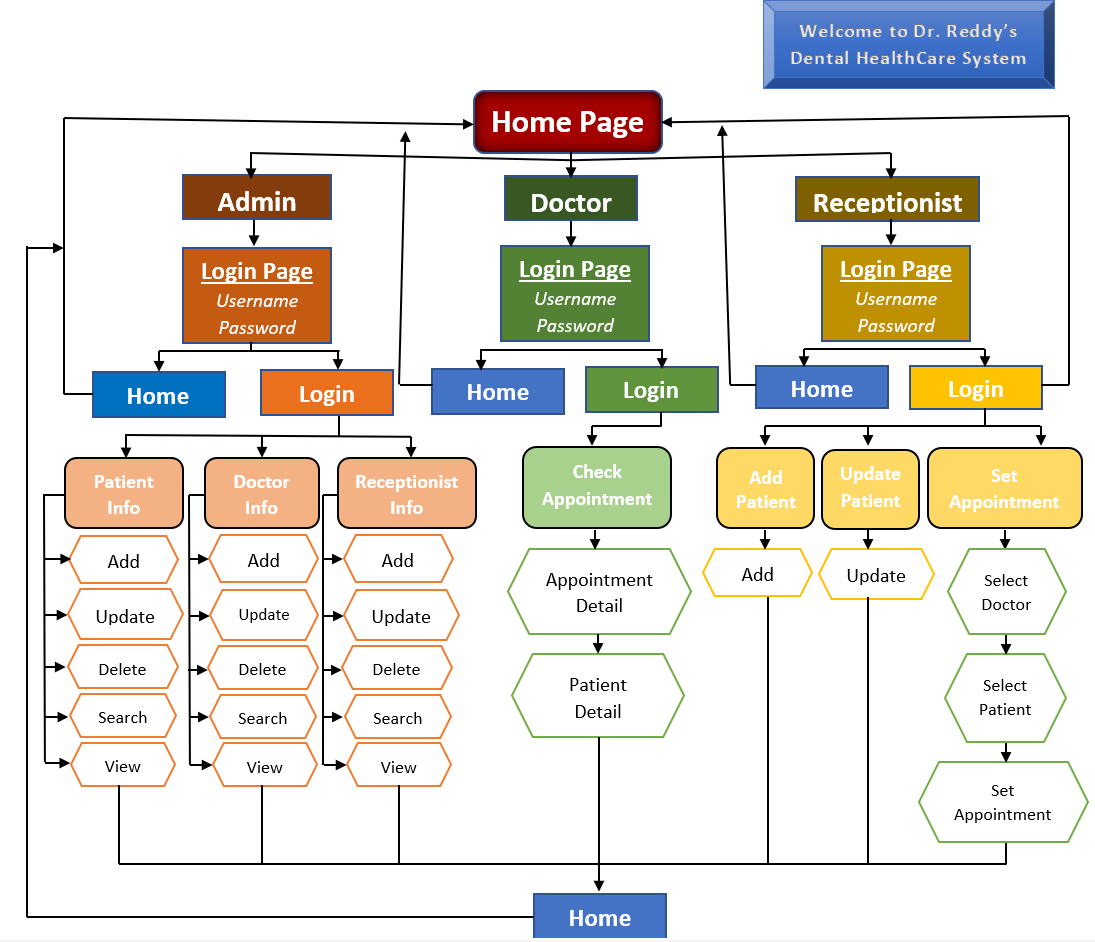 Welcome to Dr. Reddy’s
Dental HealthCare System
Home Page
Admin
Doctor
Receptionist
Login Page
Username
Password
Login Page
Username
Password
Login Page
Username
Password
Home
Login
Home
Login
Home
Login
Patient
Info
Doctor
Info
Receptionist
Info
Check
Appointment
Add
Patient
Update
Patient
Set
Appointment
Add
Update
Delete
Search
View
Add
Update
Delete
Search
View
Add
Update
Delete
Search
View
Appointment
Detail
Patient
Detail
Add
Update
Select
Doctor
Select
Patient
Set
Appointment
Home